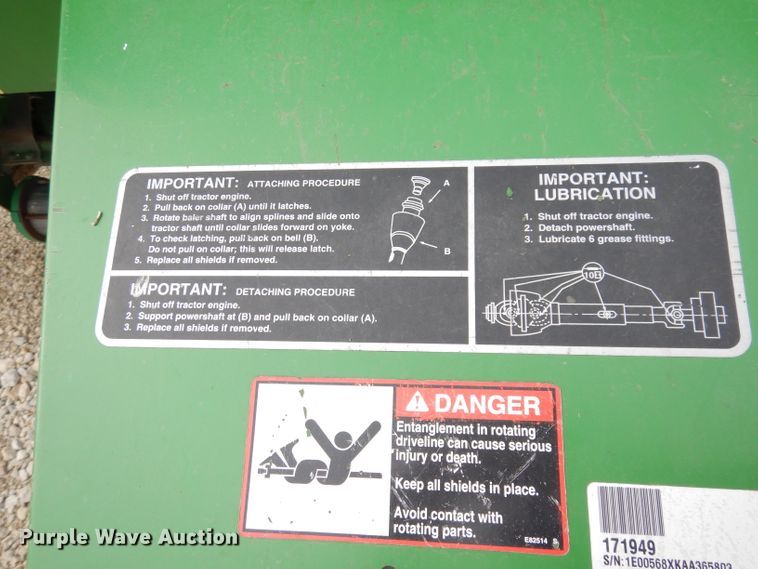 IMPORTANT: ATTACHING PROCEDURE
1. Shut off tractor engine.
2. Pull back on collar (A) until it latches.
3. Rotate baler shaft to align splines and slide onto
tractor shaft until collar slides forward on yoke.
4. To check latching, pull back on bell (B).
Do not pull on collar; this will release latch.
5. Replace all shields if removed.
A
B
IMPORTANT: DETACHING PROCEDURE
1. Shut off tractor engine.
2. Support powershaft at (B) and pull back on collar (A).
3. Replace all shields if removed.
IMPORTANT:
LUBRICATION
1. Shut off tractor engine.
2. Detach powershaft.
3. Lubricate 6 grease fittings.
10H
DANGER
Entanglement in rotating
driveline can cause serious
injury or death.
Keep all shields in place.
Avoid contact with
rotating parts.
E82514
171949
S/N:1E00568XKAA365803
Purple Wave Auction